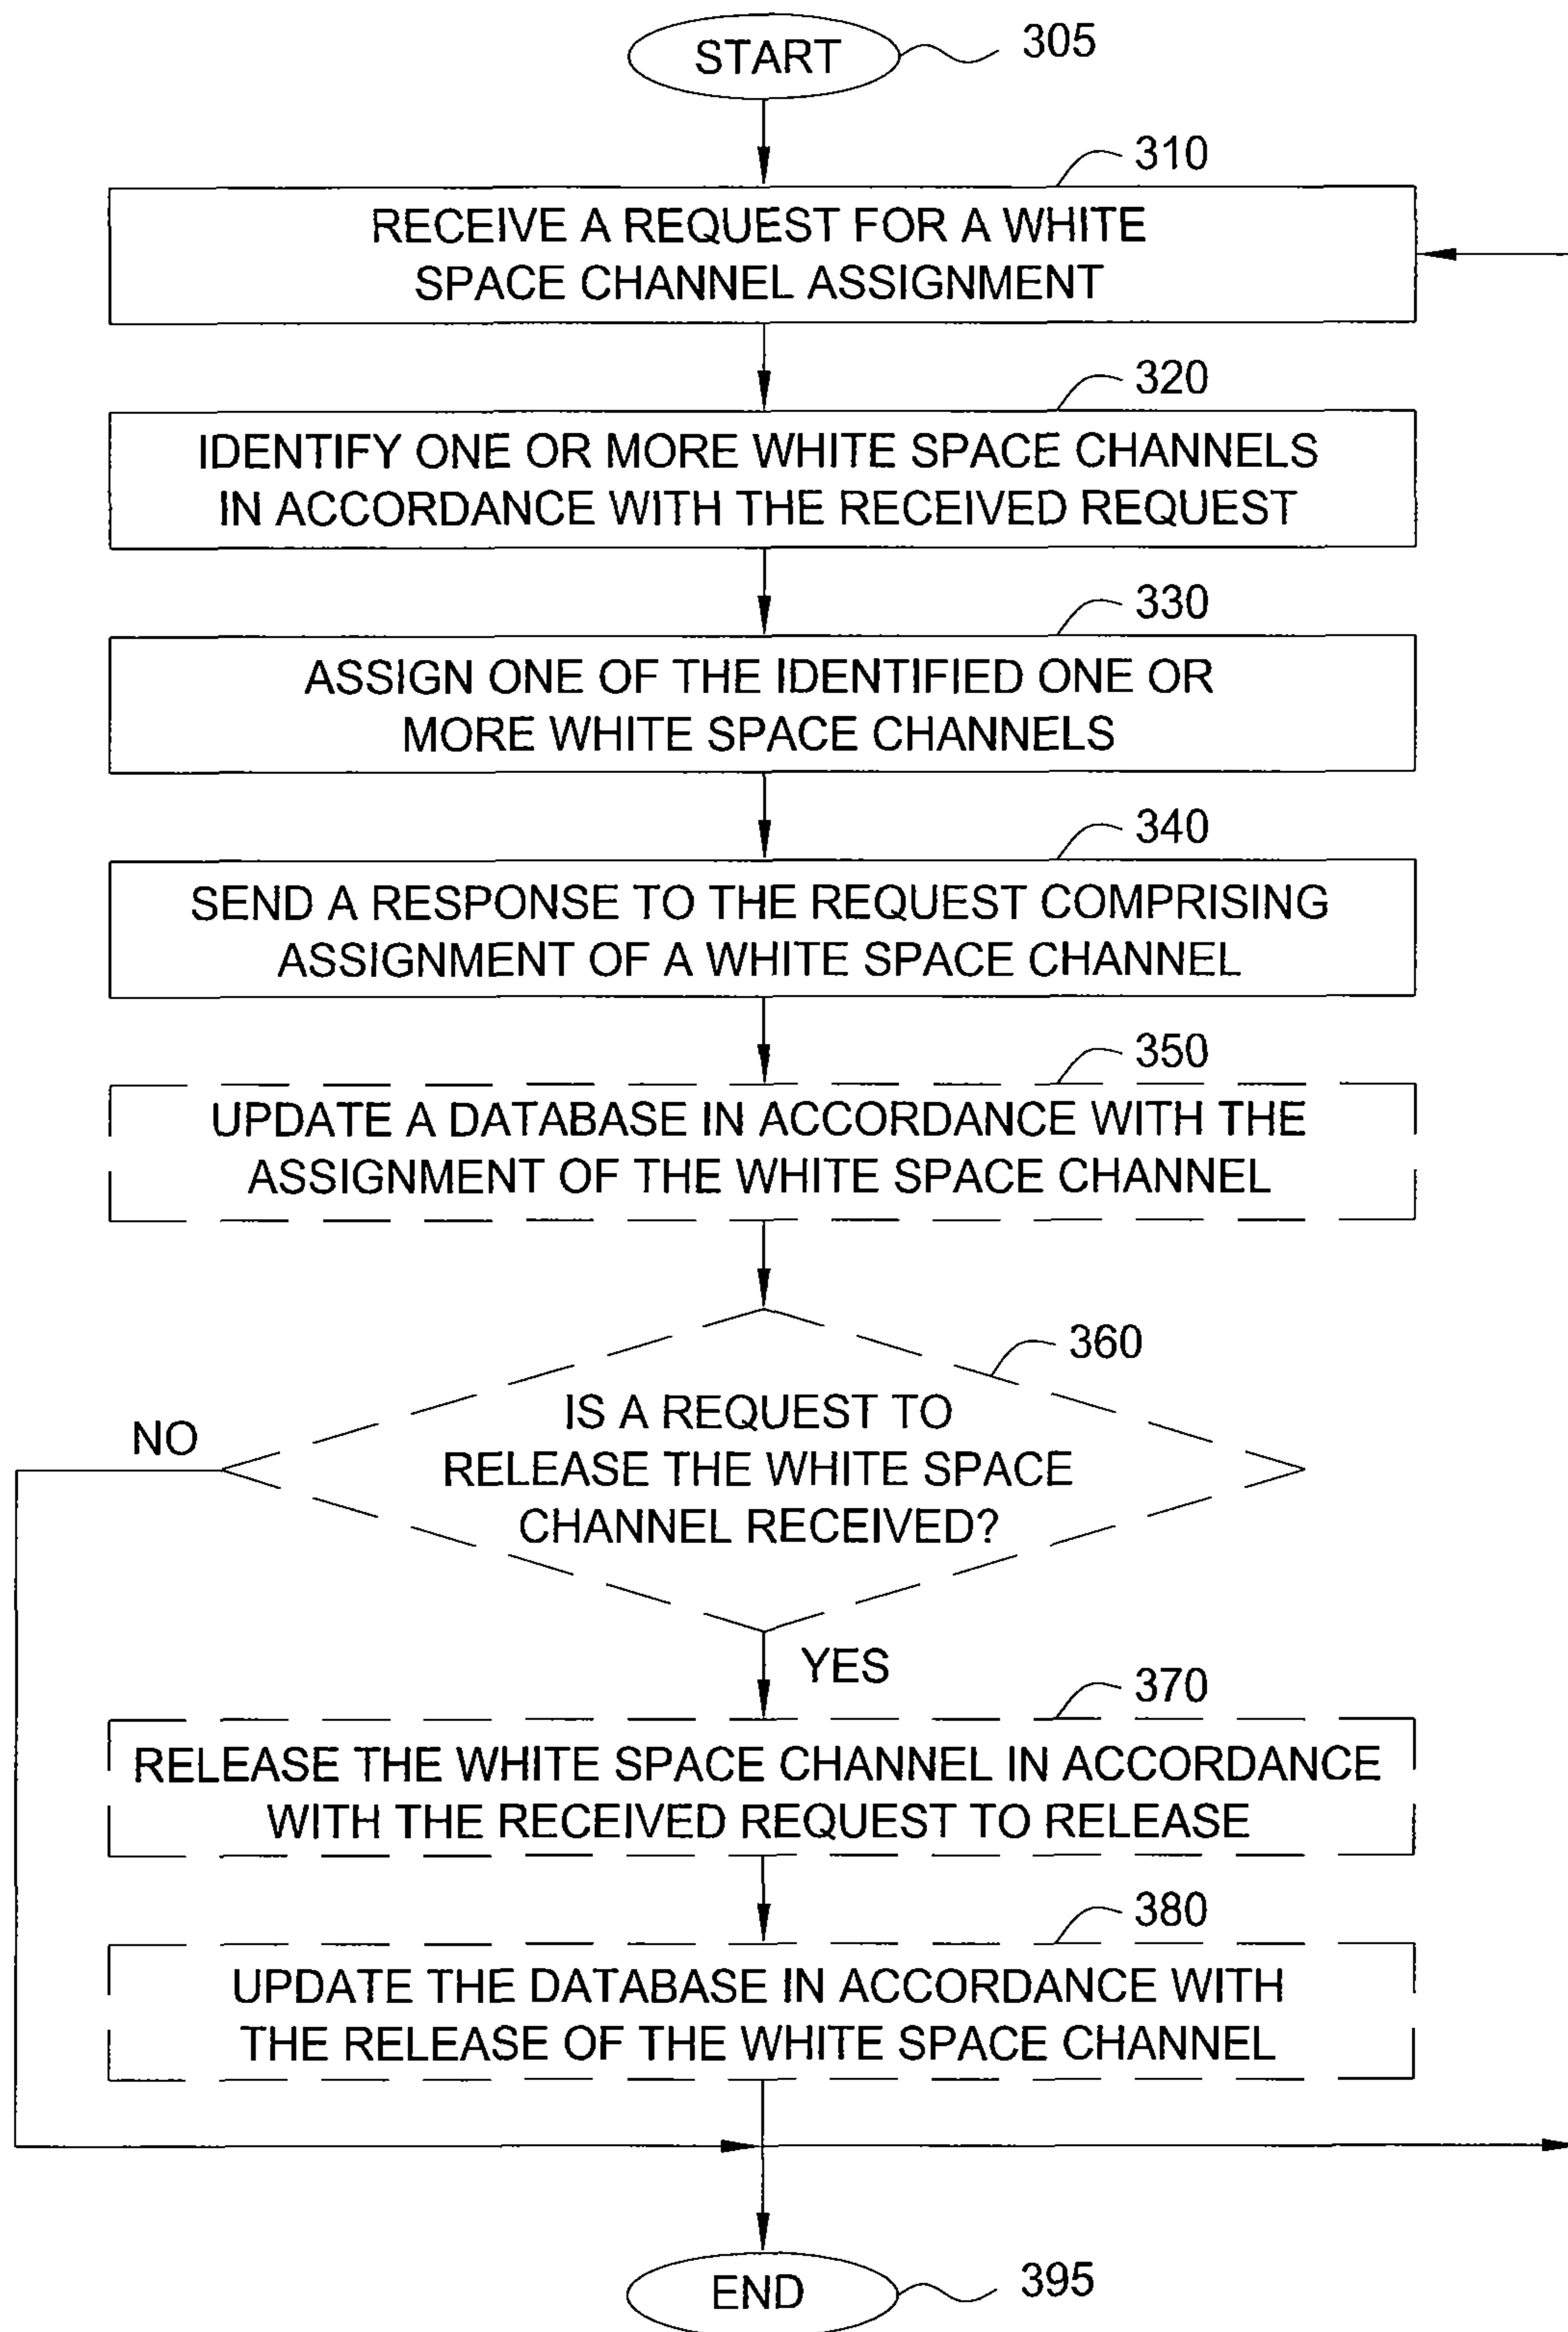 START
305
310
RECEIVE A REQUEST FOR A WHITE
SPACE CHANNEL ASSIGNMENT
320
IDENTIFY ONE OR MORE WHITE SPACE CHANNELS
IN ACCORDANCE WITH THE RECEIVED REQUEST
330
ASSIGN ONE OF THE IDENTIFIED ONE OR
MORE WHITE SPACE CHANNELS
340
SEND A RESPONSE TO THE REQUEST COMPRISING
ASSIGNMENT OF A WHITE SPACE CHANNEL
350
UPDATE A DATABASE IN ACCORDANCE WITH THE
ASSIGNMENT OF THE WHITE SPACE CHANNEL
360
IS A REQUEST TO
RELEASE THE WHITE SPACE
CHANNEL RECEIVED?
NO
YES
370
RELEASE THE WHITE SPACE CHANNEL IN ACCORDANCE
WITH THE RECEIVED REQUEST TO RELEASE
380
UPDATE THE DATABASE IN ACCORDANCE WITH
THE RELEASE OF THE WHITE SPACE CHANNEL
END
395